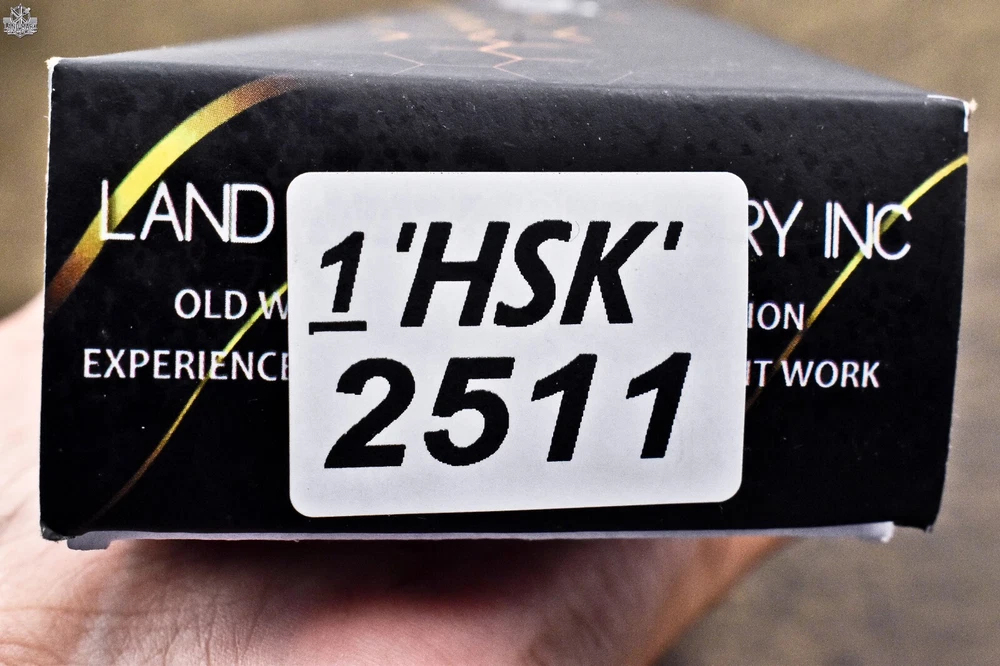 LAND RY INC
1 'HSK'
OLD W ION
2511
EXPERIENCE IT WORK